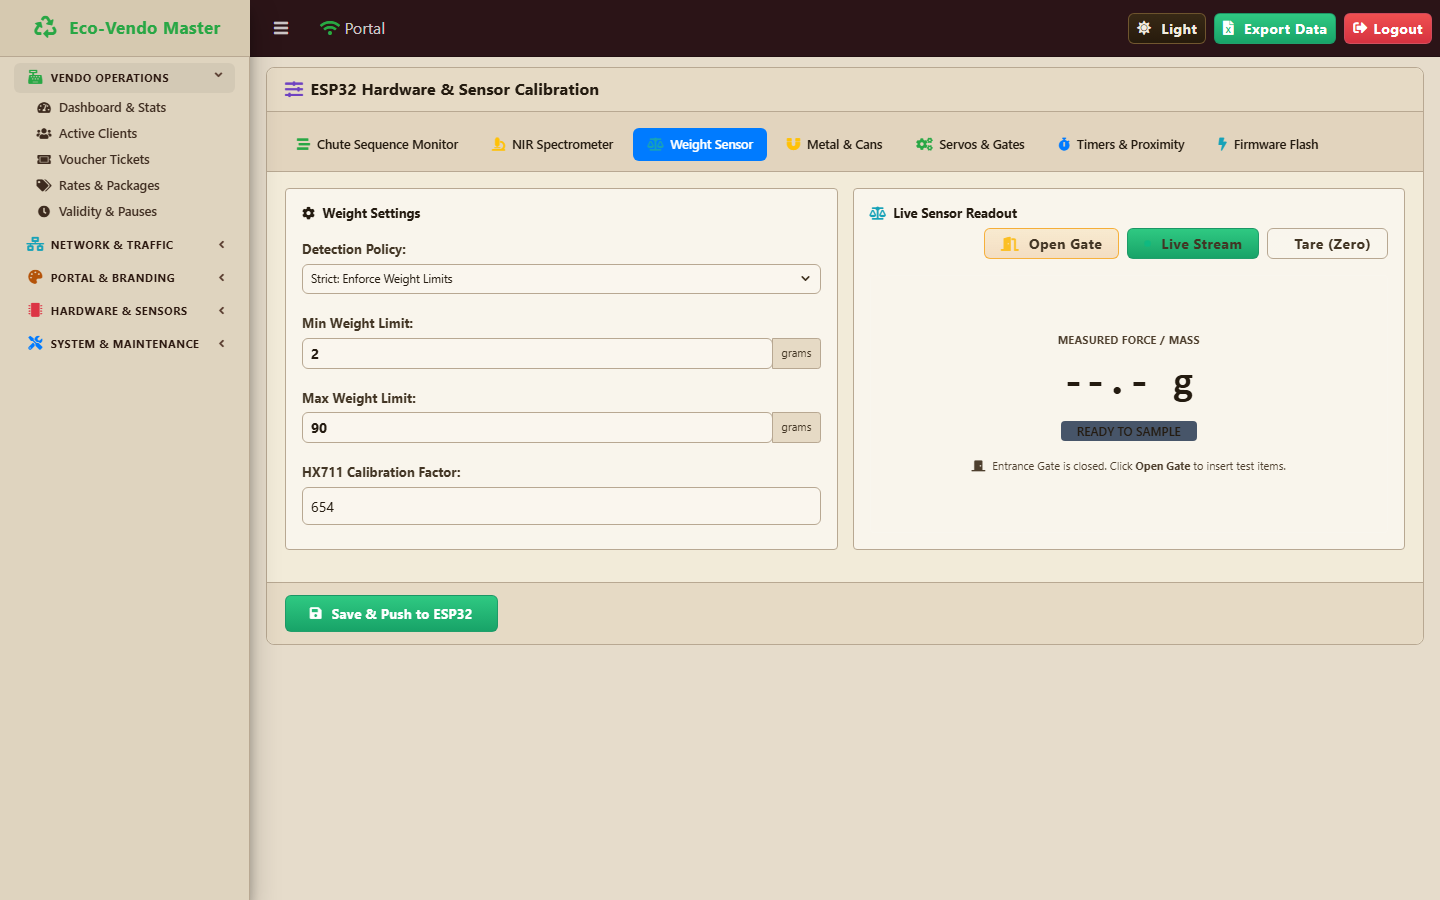 Eco-Vendo Master
Portal
Light
Export Data
Logout
VENDO OPERATIONS
Dashboard & Stats
Active Clients
Voucher Tickets
Rates & Packages
Validity & Pauses
NETWORK & TRAFFIC
PORTAL & BRANDING
HARDWARE & SENSORS
SYSTEM & MAINTENANCE
ESP32 Hardware & Sensor Calibration
Chute Sequence Monitor
NIR Spectrometer
Weight Sensor
Metal & Cans
Servos & Gates
Timers & Proximity
Firmware Flash
Weight Settings
Detection Policy:
Strict: Enforce Weight Limits
Min Weight Limit:
2 grams
Max Weight Limit:
90 grams
HX711 Calibration Factor:
654
Live Sensor Readout
Open Gate
Live Stream
Tare (Zero)
MEASURED FORCE / MASS
--.- g
READY TO SAMPLE
Entrance Gate is closed. Click Open Gate to insert test items.
Save & Push to ESP32